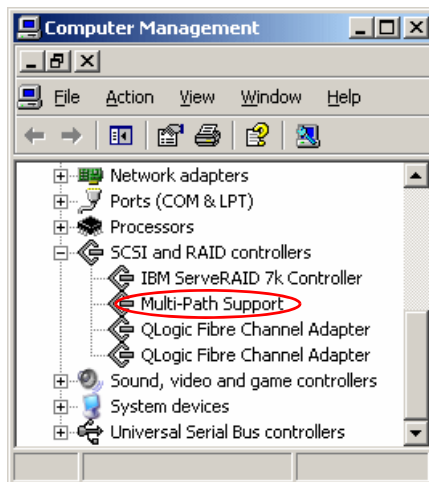 Computer Management
File Action View Window Help
Network adapters
Ports (COM & LPT)
Processors
SCSI and RAID controllers
IBM ServeRAID 7k Controller
Multi-Path Support
QLogic Fibre Channel Adapter
QLogic Fibre Channel Adapter
Sound, video and game controllers
System devices
Universal Serial Bus controllers